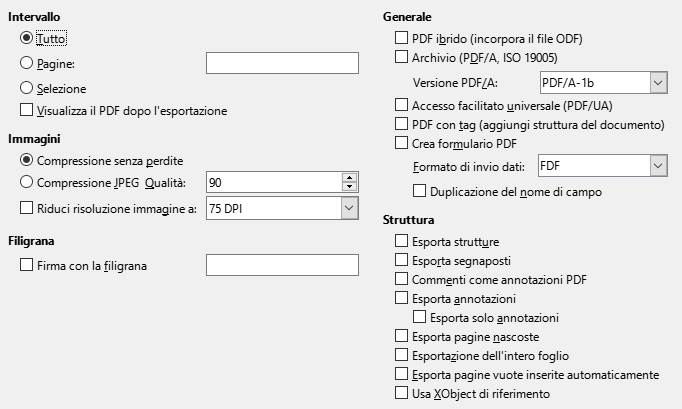 Intervallo
Tutto
Pagine:
Selezione
Visualizza il PDF dopo l'esportazione
Immagini
Compressione senza perdite
Compressione JPEG Qualità: 90
Riduci risoluzione immagine a: 75 DPI
Filigrana
Firma con la filigrana
Generale
PDF ibrido (incorpora il file ODF)
Archivio (PDF/A, ISO 19005)
Versione PDF/A: PDF/A-1b
Accesso facilitato universale (PDF/UA)
PDF con tag (aggiungi struttura del documento)
Crea formulario PDF
Formato di invio dati: FDF
Duplicazione del nome di campo
Struttura
Esporta strutture
Esporta segnaposti
Commenti come annotazioni PDF
Esporta annotazioni
Esporta solo annotazioni
Esporta pagine nascoste
Esportazione dell'intero foglio
Esporta pagine vuote inserite automaticamente
Usa XObject di riferimento